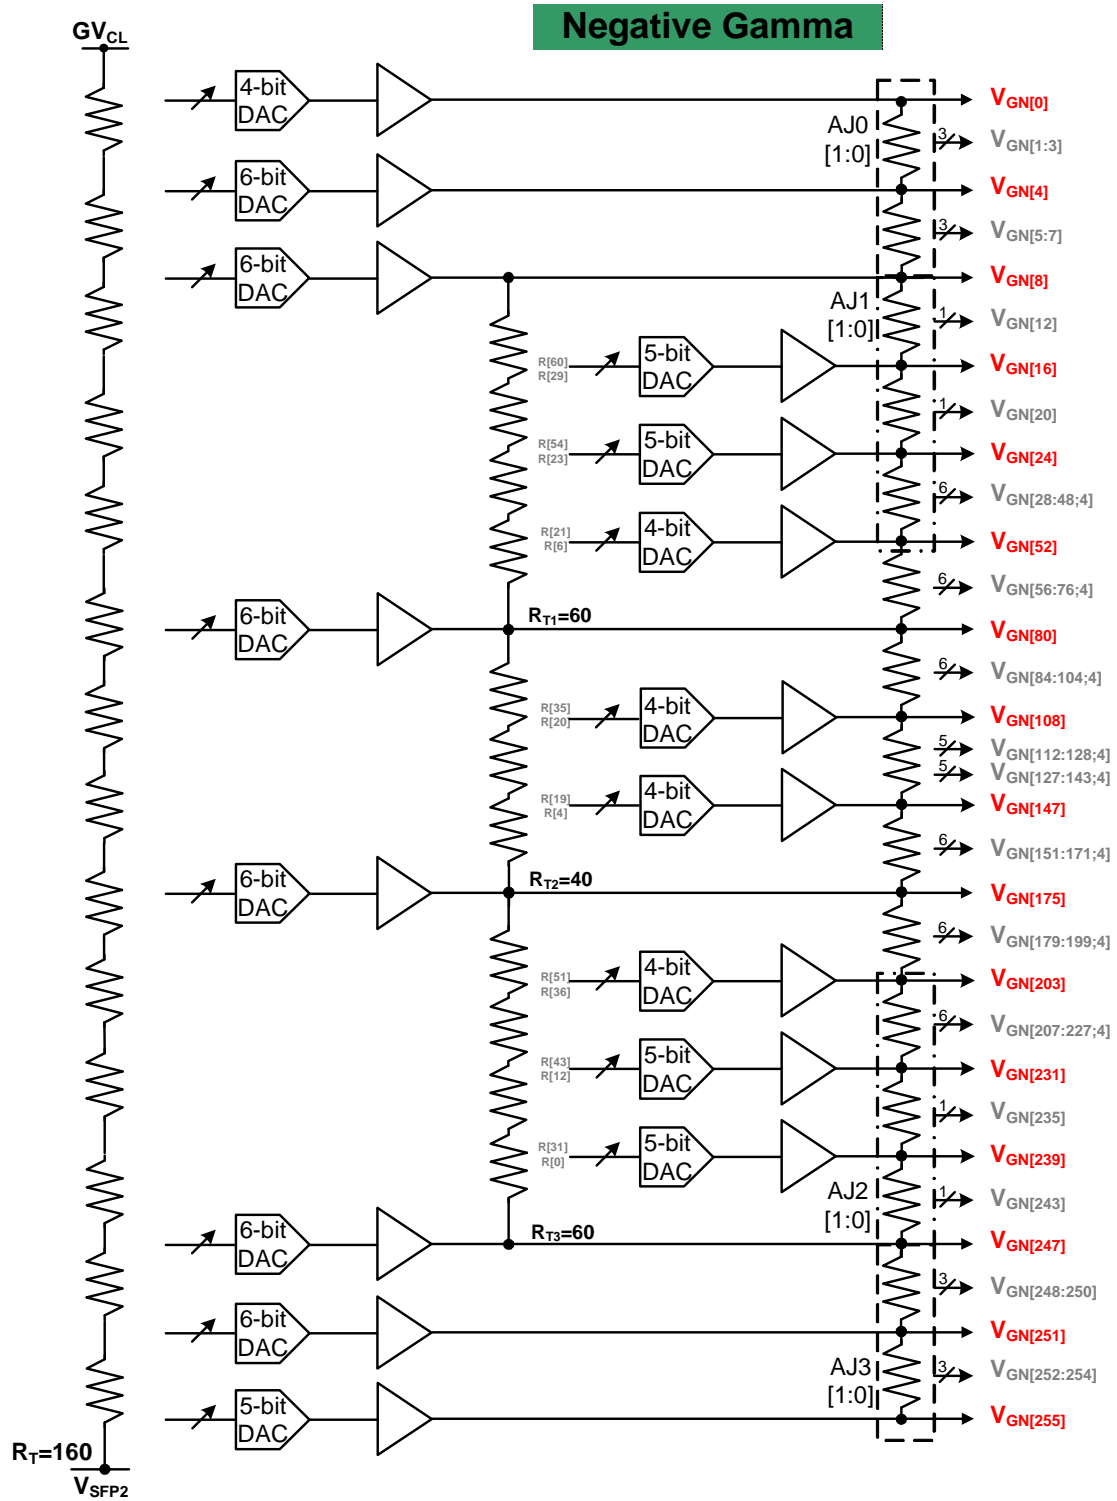 Negative Gamma
GVCL
4-bit
DAC
VGN[0]
AJ0
[1:0]
3
VGN[1:3]
6-bit
DAC
VGN[4]
3
VGN[5:7]
6-bit
DAC
VGN[8]
AJ1
[1:0]
1
VGN[12]
R[60]
R[29]
5-bit
DAC
VGN[16]
1
VGN[20]
R[54]
R[23]
5-bit
DAC
VGN[24]
6
VGN[28:48;4]
R[21]
R[6]
4-bit
DAC
VGN[52]
6
VGN[56:76;4]
6-bit
DAC
RT1=60
VGN[80]
6
VGN[84:104;4]
R[35]
R[20]
4-bit
DAC
VGN[108]
5
VGN[112:128;4]
5
VGN[127:143;4]
R[19]
R[4]
4-bit
DAC
VGN[147]
6
VGN[151:171;4]
6-bit
DAC
RT2=40
VGN[175]
6
VGN[179:199;4]
R[51]
R[36]
4-bit
DAC
VGN[203]
6
VGN[207:227;4]
R[43]
R[12]
5-bit
DAC
VGN[231]
1
VGN[235]
R[31]
R[0]
5-bit
DAC
VGN[239]
AJ2
[1:0]
1
VGN[243]
6-bit
DAC
RT3=60
VGN[247]
3
VGN[248:250]
6-bit
DAC
VGN[251]
AJ3
[1:0]
3
VGN[252:254]
5-bit
DAC
VGN[255]
RT=160
VSFP2